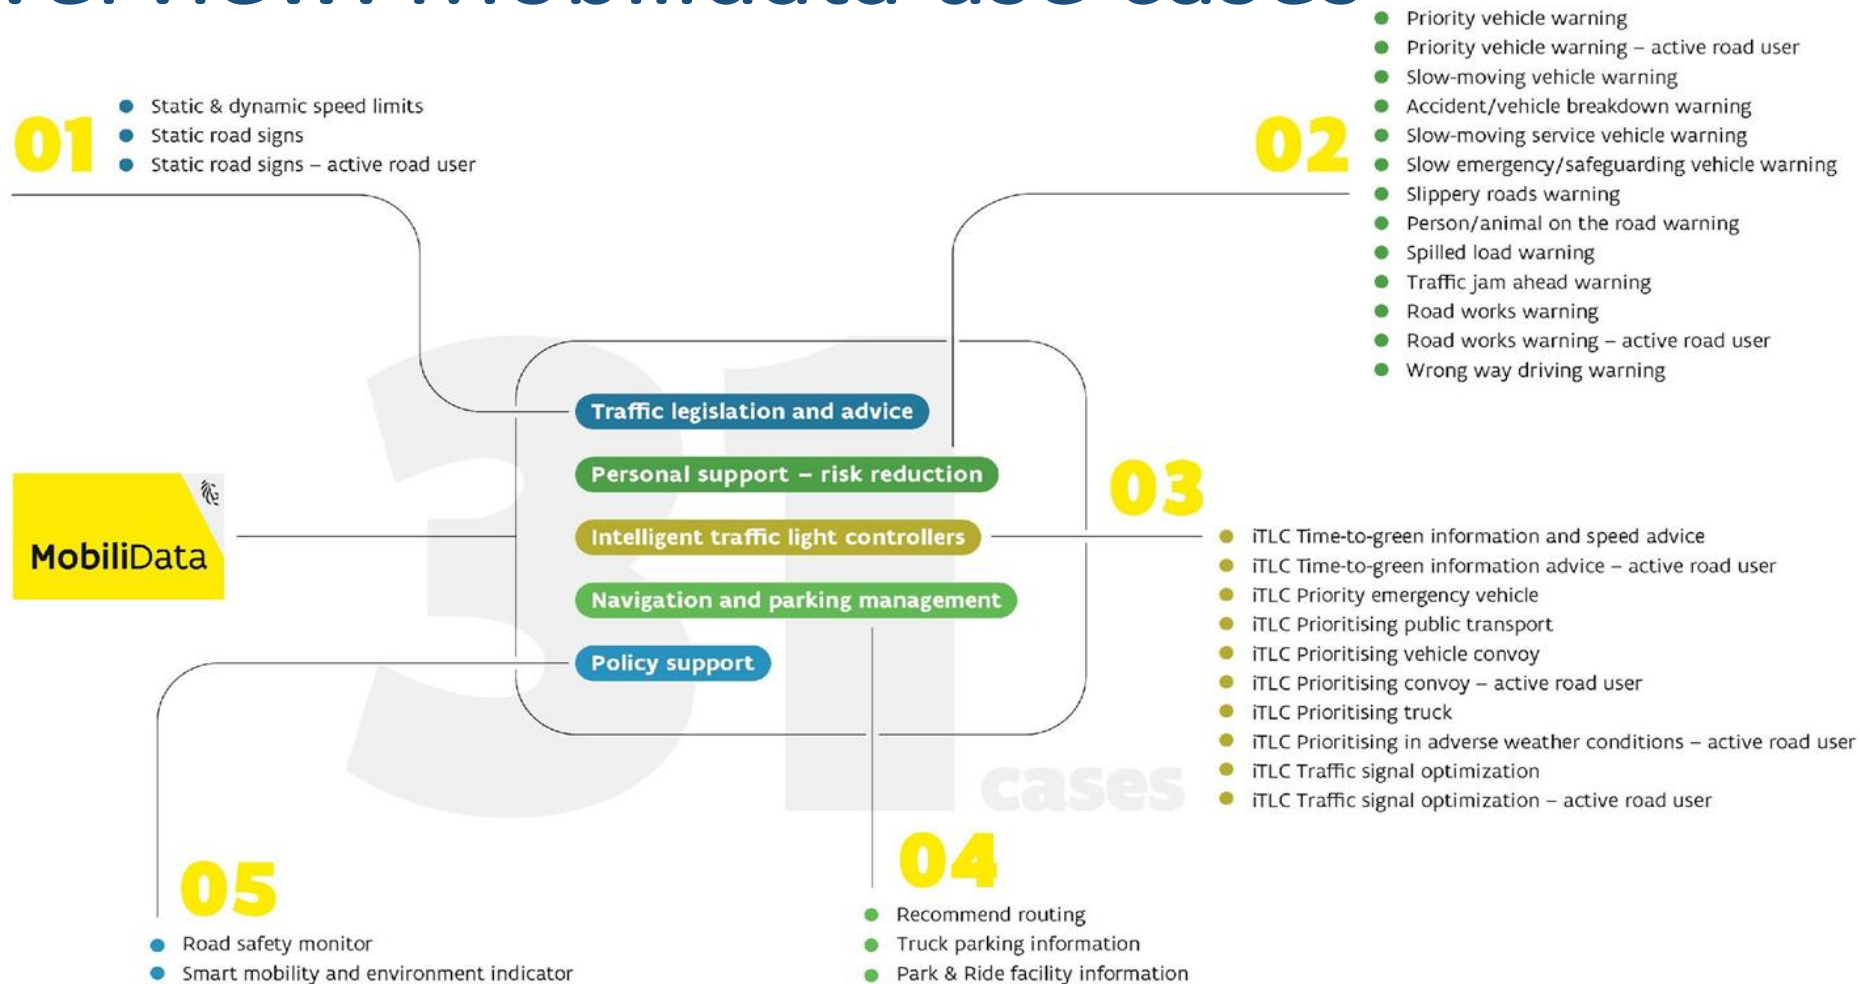 Mobilidata use cases
01
Static & dynamic speed limits
Static road signs
Static road signs – active road user
02
Priority vehicle warning
Priority vehicle warning – active road user
Slow-moving vehicle warning
Accident/vehicle breakdown warning
Slow-moving service vehicle warning
Slow emergency/safeguarding vehicle warning
Slippery roads warning
Person/animal on the road warning
Spilled load warning
Traffic jam ahead warning
Road works warning
Road works warning – active road user
Wrong way driving warning
31
cases
Traffic legislation and advice
Personal support – risk reduction
Intelligent traffic light controllers
Navigation and parking management
Policy support
MobiliData
03
iTLC Time-to-green information and speed advice
iTLC Time-to-green information advice – active road user
iTLC Priority emergency vehicle
iTLC Prioritising public transport
iTLC Prioritising vehicle convoy
iTLC Prioritising convoy – active road user
iTLC Prioritising truck
iTLC Prioritising in adverse weather conditions – active road user
iTLC Traffic signal optimization
iTLC Traffic signal optimization – active road user
04
Recommend routing
Truck parking information
Park & Ride facility information
05
Road safety monitor
Smart mobility and environment indicator